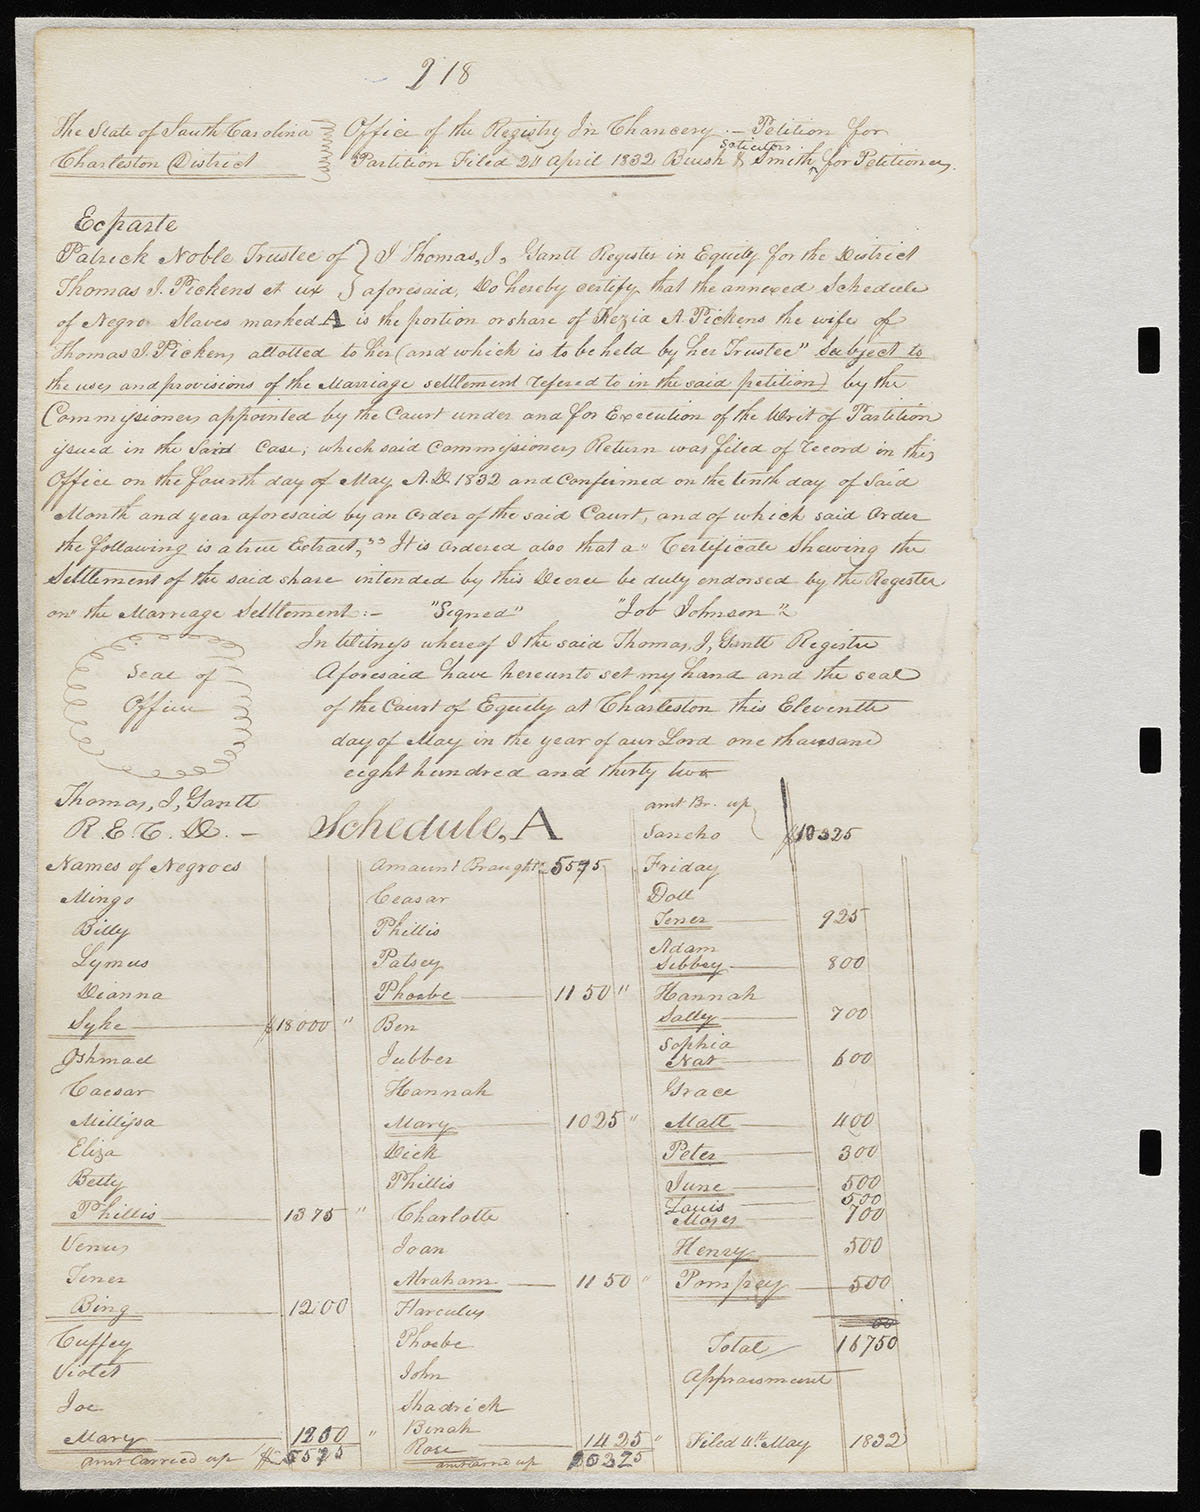 218
The State of South Carolina } Office of the Registry In Chancery. – Petition for
Charleston District } Partition Filed 24 April 1832 Brush & Smith Solicitors for Petitioners.
Ecparte
Patrick Noble Trustee of } I Thomas, J, Gantt Register in Equity for the District
Thomas J. Pickens et ux } aforesaid, Do hereby certify that the annexed Schedule
of Negro Slaves marked A is the portion or share of Kezia A. Pickens the wife of
Thomas J. Pickens allotted to her (and which is to be held by her Trustee" Subject to
the uses and provisions of the Marriage settlement refered to in the said petition) by the
Commissioners appointed by the Court under and for Execution of the Writ of Partition
issued in the Said Case; which said Commissioners Return was filed of record in this
Office on the fourth day of May A.D. 1832 and Confirmed on the tenth day of Said
Month and year aforesaid by an Order of the said Court, and of which said Order
the following is a true Extract, "It is Ordered also that a" Certificate Shewing the
Settlement of the said share intended by this Decree be duly endorsed by the Register
on" the Marriage Settlement:– "Signed" "Job Johnson"
In Witness whereof I the said Thomas, J, Gantt Register
Aforesaid have hereunto set my hand and the seal
of the Court of Equity at Charleston this Eleventh
day of May in the year of our Lord one thousand
eight hundred and thirty two
Seal of
Office
Thomas, J, Gantt
R. E. C. D. –
Schedule, A
Names of Negroes
Mingo
Billy
Lymus
Dianna
Syke $18000 "
Ishmael
Caesar
Millissa
Eliza
Betty
Phillis 1375 "
Venus
Tener
Bing 1200
Cuffey
Violet
Joe
Mary 1200 "
amt Carried up $5575
Amount Brought 5575
Ceasar
Phillis
Patsey
Phoebe 1150 "
Ben
Jubber
Hannah
Mary 1025 "
Dick
Phillis
Charlotte
Joan
Abraham 1150 "
Harculus
Phoebe
John
Shadrick
Binah
Rose 1425 "
amt carrd up 10325
amt Br. up
Sancho } $10325
Friday
Doll
Tener 925
Adam
Sibbey 800
Hannah
Sally 700
Sophia
Nat 600
Grace
Matt 400
Peter 300
June 500
Louis 500
Moses 700
Henry 500
Pompey 500
00
Total 16750
Appraisment
Filed 4th May 1832